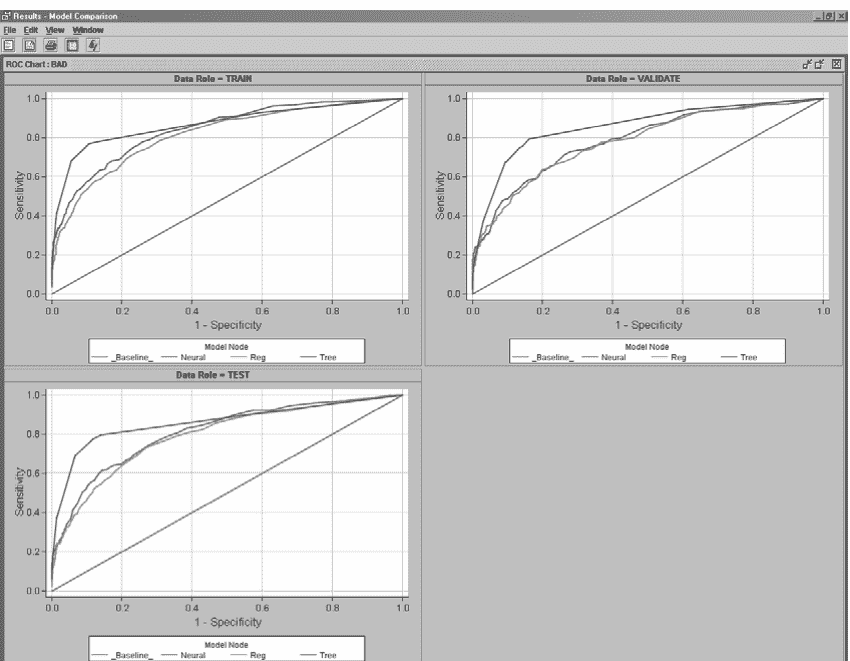 Results - Model Comparison
File Edit View Window
ROC Chart : BAD
Data Role = TRAIN
Sensitivity
1.0
0.8
0.6
0.4
0.2
0.0
0.0 0.2 0.4 0.6 0.8 1.0
1 - Specificity
Model Node
_Baseline_ Neural Reg Tree
Data Role = VALIDATE
Sensitivity
1.0
0.8
0.6
0.4
0.2
0.0
0.0 0.2 0.4 0.6 0.8 1.0
1 - Specificity
Model Node
_Baseline_ Neural Reg Tree
Data Role = TEST
Sensitivity
1.0
0.8
0.6
0.4
0.2
0.0
0.0 0.2 0.4 0.6 0.8 1.0
1 - Specificity
Model Node
_Baseline_ Neural Reg Tree